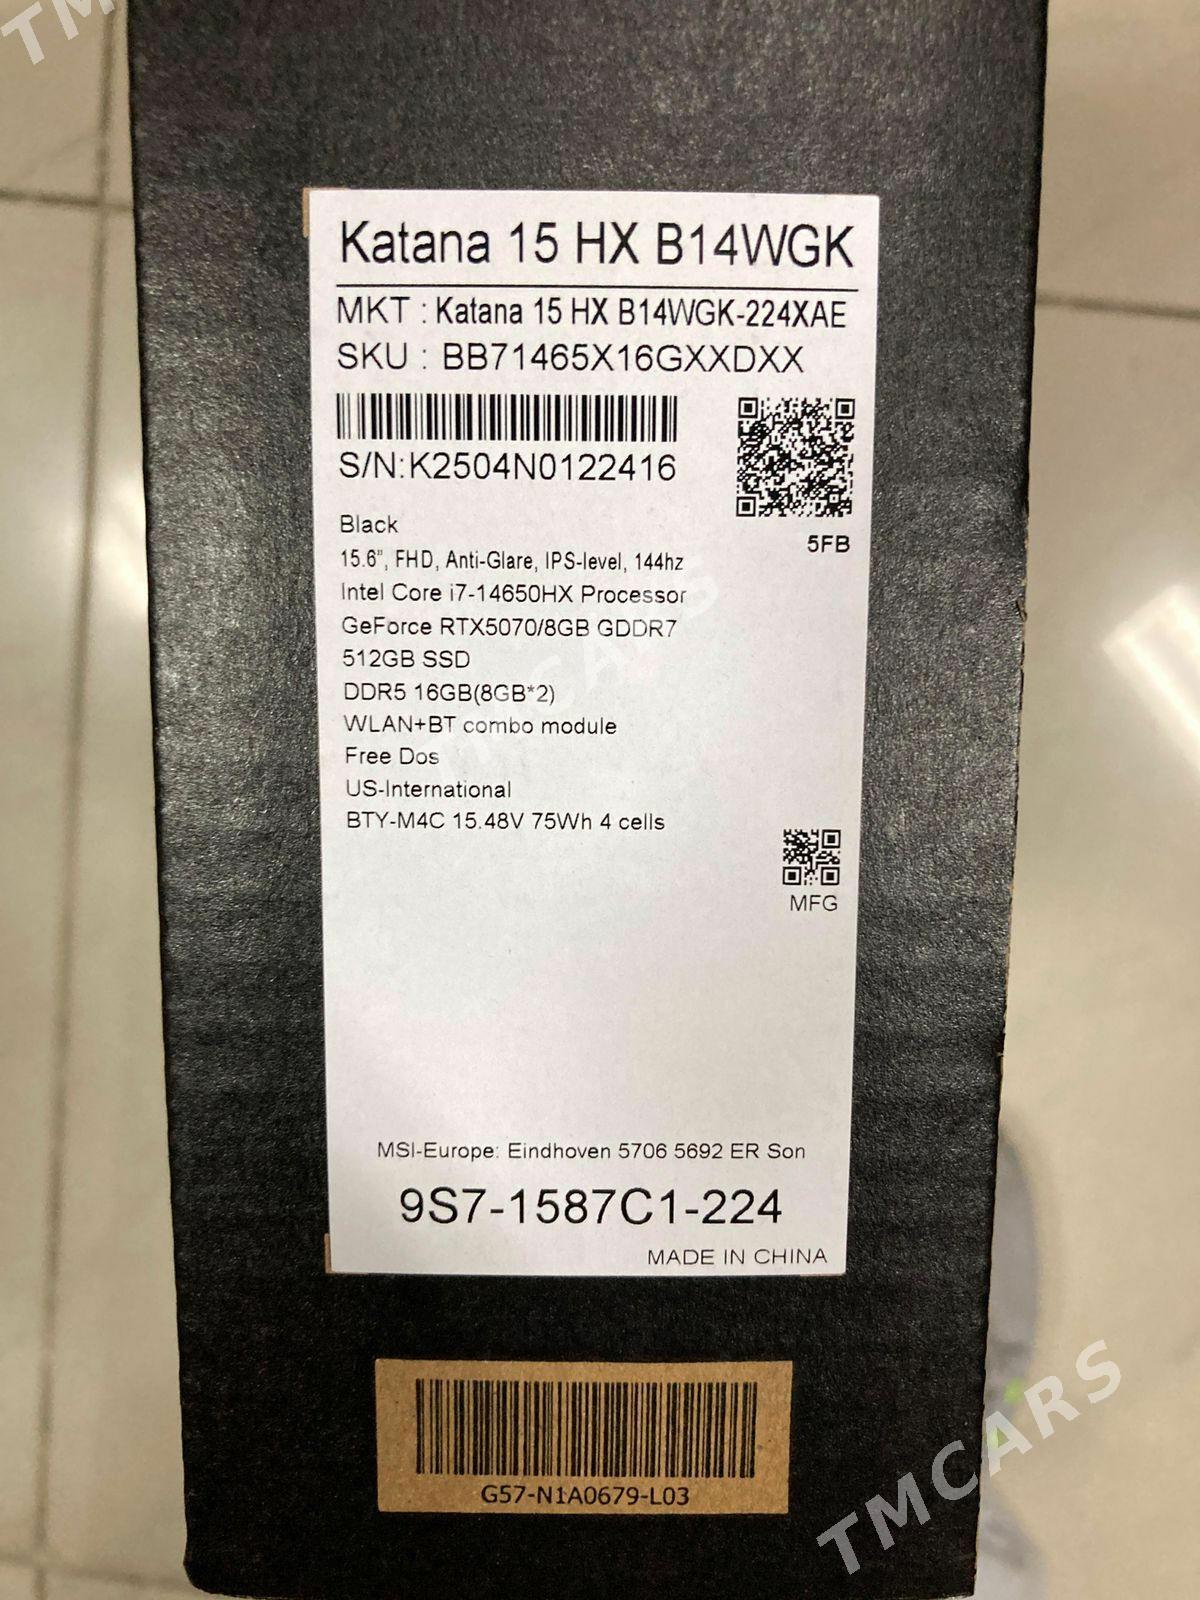 TM
Katana 15 HX B14WGK
MKT : Katana 15 HX B14WGK-224XAE
SKU : BB71465X16GXXDXX
S/N:K2504N0122416
5FB
Black
15.6", FHD, Anti-Glare, IPS-level, 144hz
Intel Core i7-14650HX Processor
GeForce RTX5070/8GB GDDR7
512GB SSD
DDR5 16GB(8GB*2)
WLAN+BT combo module
Free Dos
US-International
BTY-M4C 15.48V 75Wh 4 cells
TMCARS
MFG
MSI-Europe: Eindhoven 5706 5692 ER Son
9S7-1587C1-224
MADE IN CHINA
G57-N1A0679-L03
TMCARS